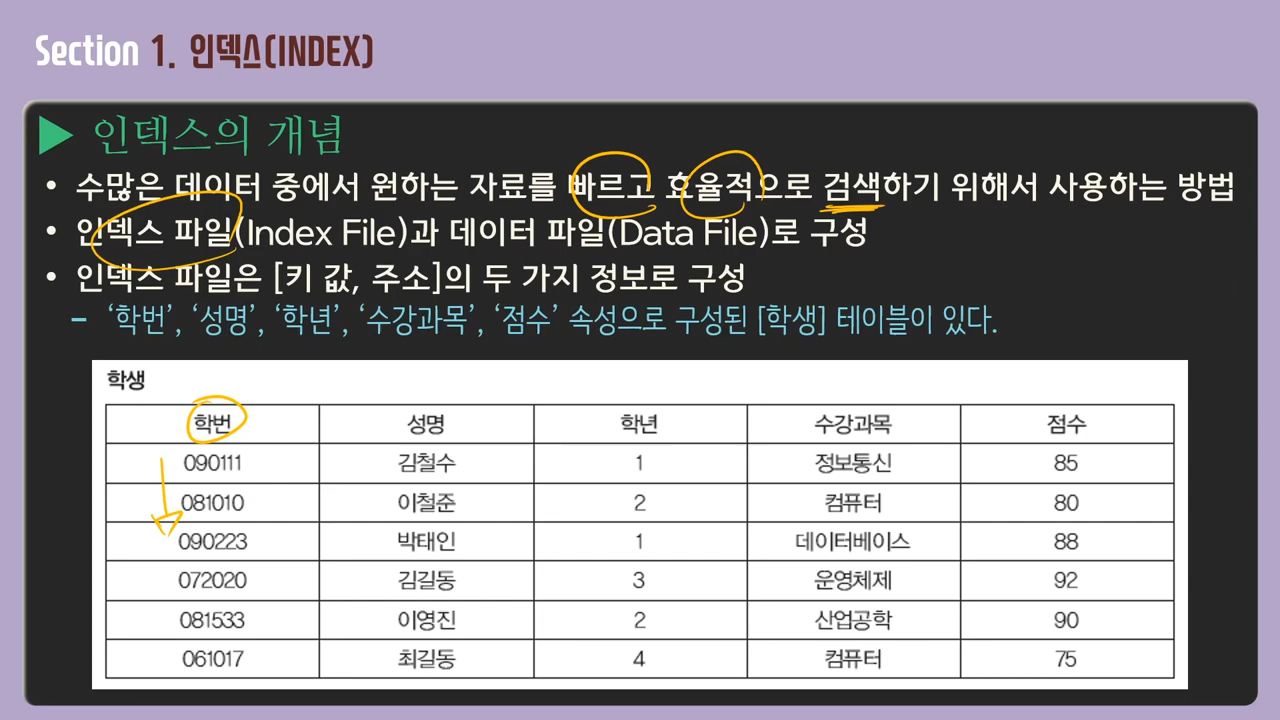 Section 1. 인덱스(INDEX)
▶ 인덱스의 개념
• 수많은 데이터 중에서 원하는 자료를 빠르고 효율적으로 검색하기 위해서 사용하는 방법
• 인덱스 파일(Index File)과 데이터 파일(Data File)로 구성
• 인덱스 파일은 [키 값, 주소]의 두 가지 정보로 구성
– ‘학번’, ‘성명’, ‘학년’, ‘수강과목’, ‘점수’ 속성으로 구성된 [학생] 테이블이 있다.
학생
학번 성명 학년 수강과목 점수
090111 김철수 1 정보통신 85
081010 이철준 2 컴퓨터 80
090223 박태인 1 데이터베이스 88
072020 김길동 3 운영체제 92
081533 이영진 2 산업공학 90
061017 최길동 4 컴퓨터 75